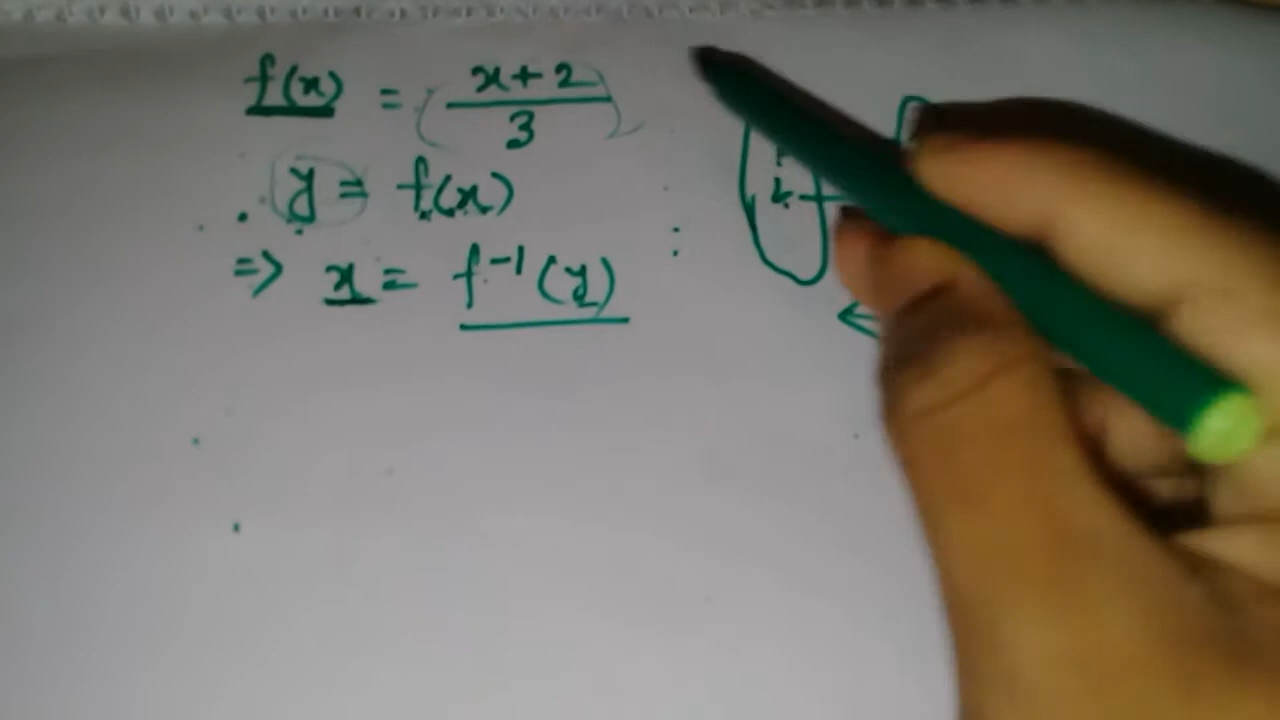 f(x) = (x+2/3)
y = f(x)
=> x = f⁻¹(y) :